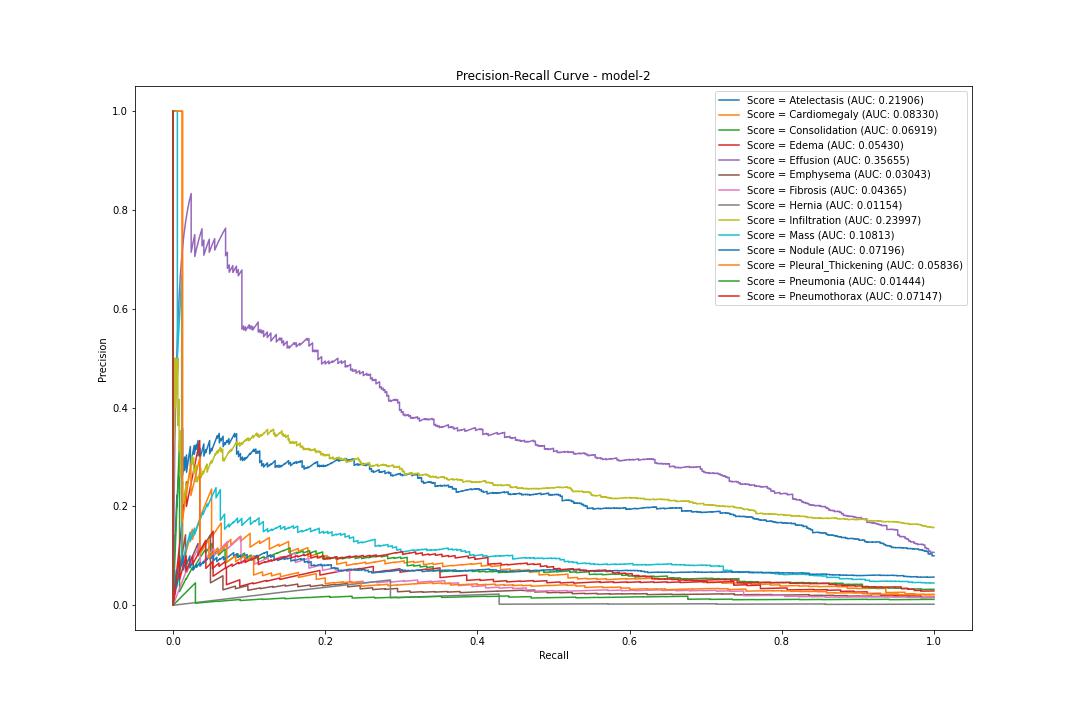 Precision-Recall Curve - model-2
Score = Atelectasis (AUC: 0.21906)
Score = Cardiomegaly (AUC: 0.08330)
Score = Consolidation (AUC: 0.06919)
Score = Edema (AUC: 0.05430)
Score = Effusion (AUC: 0.35655)
Score = Emphysema (AUC: 0.03043)
Score = Fibrosis (AUC: 0.04365)
Score = Hernia (AUC: 0.01154)
Score = Infiltration (AUC: 0.23997)
Score = Mass (AUC: 0.10813)
Score = Nodule (AUC: 0.07196)
Score = Pleural_Thickening (AUC: 0.05836)
Score = Pneumonia (AUC: 0.01444)
Score = Pneumothorax (AUC: 0.07147)
1.0
0.8
0.6
0.4
0.2
0.0
Precision
0.0 0.2 0.4 0.6 0.8 1.0
Recall